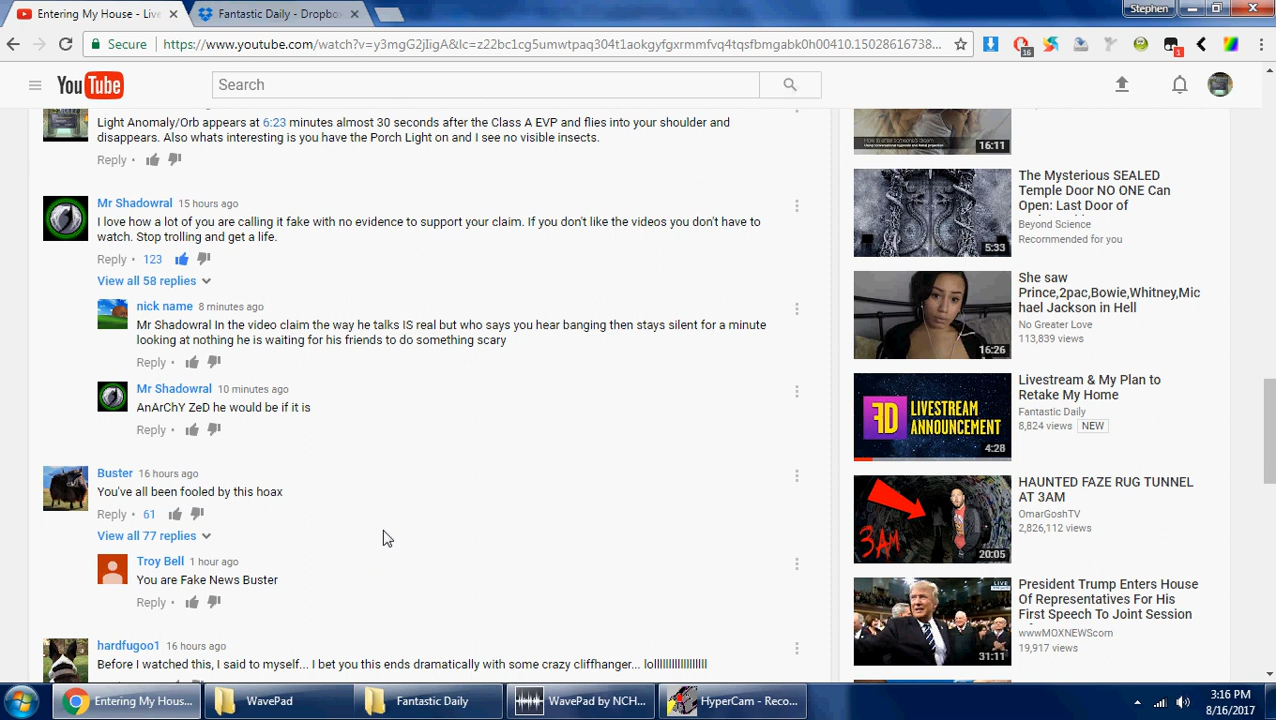 Entering My House - Live
Fantastic Daily - Dropbox
Stephen
Secure
https://www.youtube.com/watch?v=y3mgG2jIigA&lc=z22bc1cg5umwtpaq304t1aokgyfgxrmmfvq4tqsfbmgahk0h00410.15028616738...
16
1
YouTube
Search
Light Anomaly/Orb appears at 6:23 minutes almost 30 seconds after the Class A EVP and flies into your shoulder and
disappears. Also whats interesting is you have the Porch Light on and I see no visible insects.
Reply
Mr Shadowral 15 hours ago
I love how a lot of you are calling it fake with no evidence to support your claim. If you don't like the videos you don't have to
watch. Stop trolling and get a life.
Reply • 123
View all 58 replies
nick name 8 minutes ago
Mr Shadowral In the video claim the way he talks IS real but who says you hear banging then stays silent for a minute
looking at nothing he is waiting for his friends to do something scary
Reply •
Mr Shadowral 10 minutes ago
AnArChY ZeD he would be if it is
Reply •
Buster 16 hours ago
You've all been fooled by this hoax
Reply • 61
View all 77 replies
Troy Bell 1 hour ago
You are Fake News Buster
Reply •
hardfugoo1 16 hours ago
Before I watched this, I said to myself... I bet you this ends dramatically with some crazy cliffhanger... lollllllllllllllllll
16:11
The Mysterious SEALED
Temple Door NO ONE Can
Open: Last Door of
Beyond Science
Recommended for you
5:33
She saw
Prince,2pac,Bowie,Whitney,Mic
hael Jackson in Hell
No Greater Love
113,839 views
16:26
Livestream & My Plan to
Retake My Home
Fantastic Daily
8,824 views NEW
FD LIVESTREAM
ANNOUNCEMENT
4:28
HAUNTED FAZE RUG TUNNEL
AT 3AM
OmarGoshTV
2,826,112 views
3AM
20:05
President Trump Enters House
Of Representatives For His
First Speech To Joint Session
wwwMOXNEWScom
19,917 views
LIVE
31:11
Entering My Hous...
WavePad
Fantastic Daily
WavePad by NCH...
HyperCam - Reco...
3:16 PM
8/16/2017